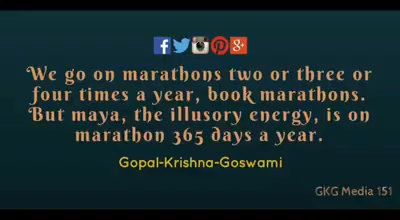 We go on marathons two or three or
four times a year, book marathons.
But maya, the illusory energy, is on
marathon 365 days a year.
Gopal-Krishna-Goswami
GKG Media 151